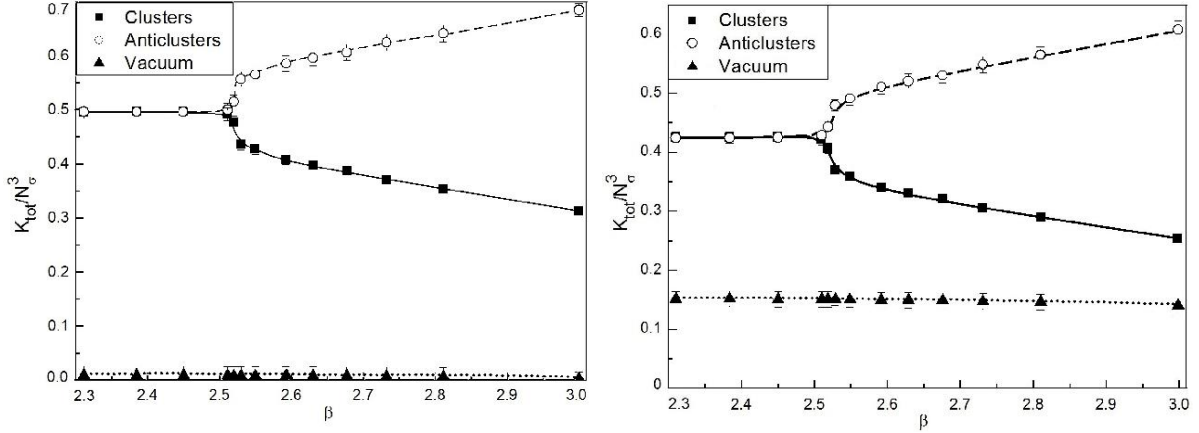 0.7
0.6
0.5
0.4
0.3
0.2
0.1
0.0
K_tot/N_σ^3
Clusters
Anticlusters
Vacuum
2.3 2.4 2.5 2.6 2.7 2.8 2.9 3.0
β
0.6
0.5
0.4
0.3
0.2
0.1
0
K_tot/N_σ^3
Clusters
Anticlusters
Vacuum
2.3 2.4 2.5 2.6 2.7 2.8 2.9 3.0
β